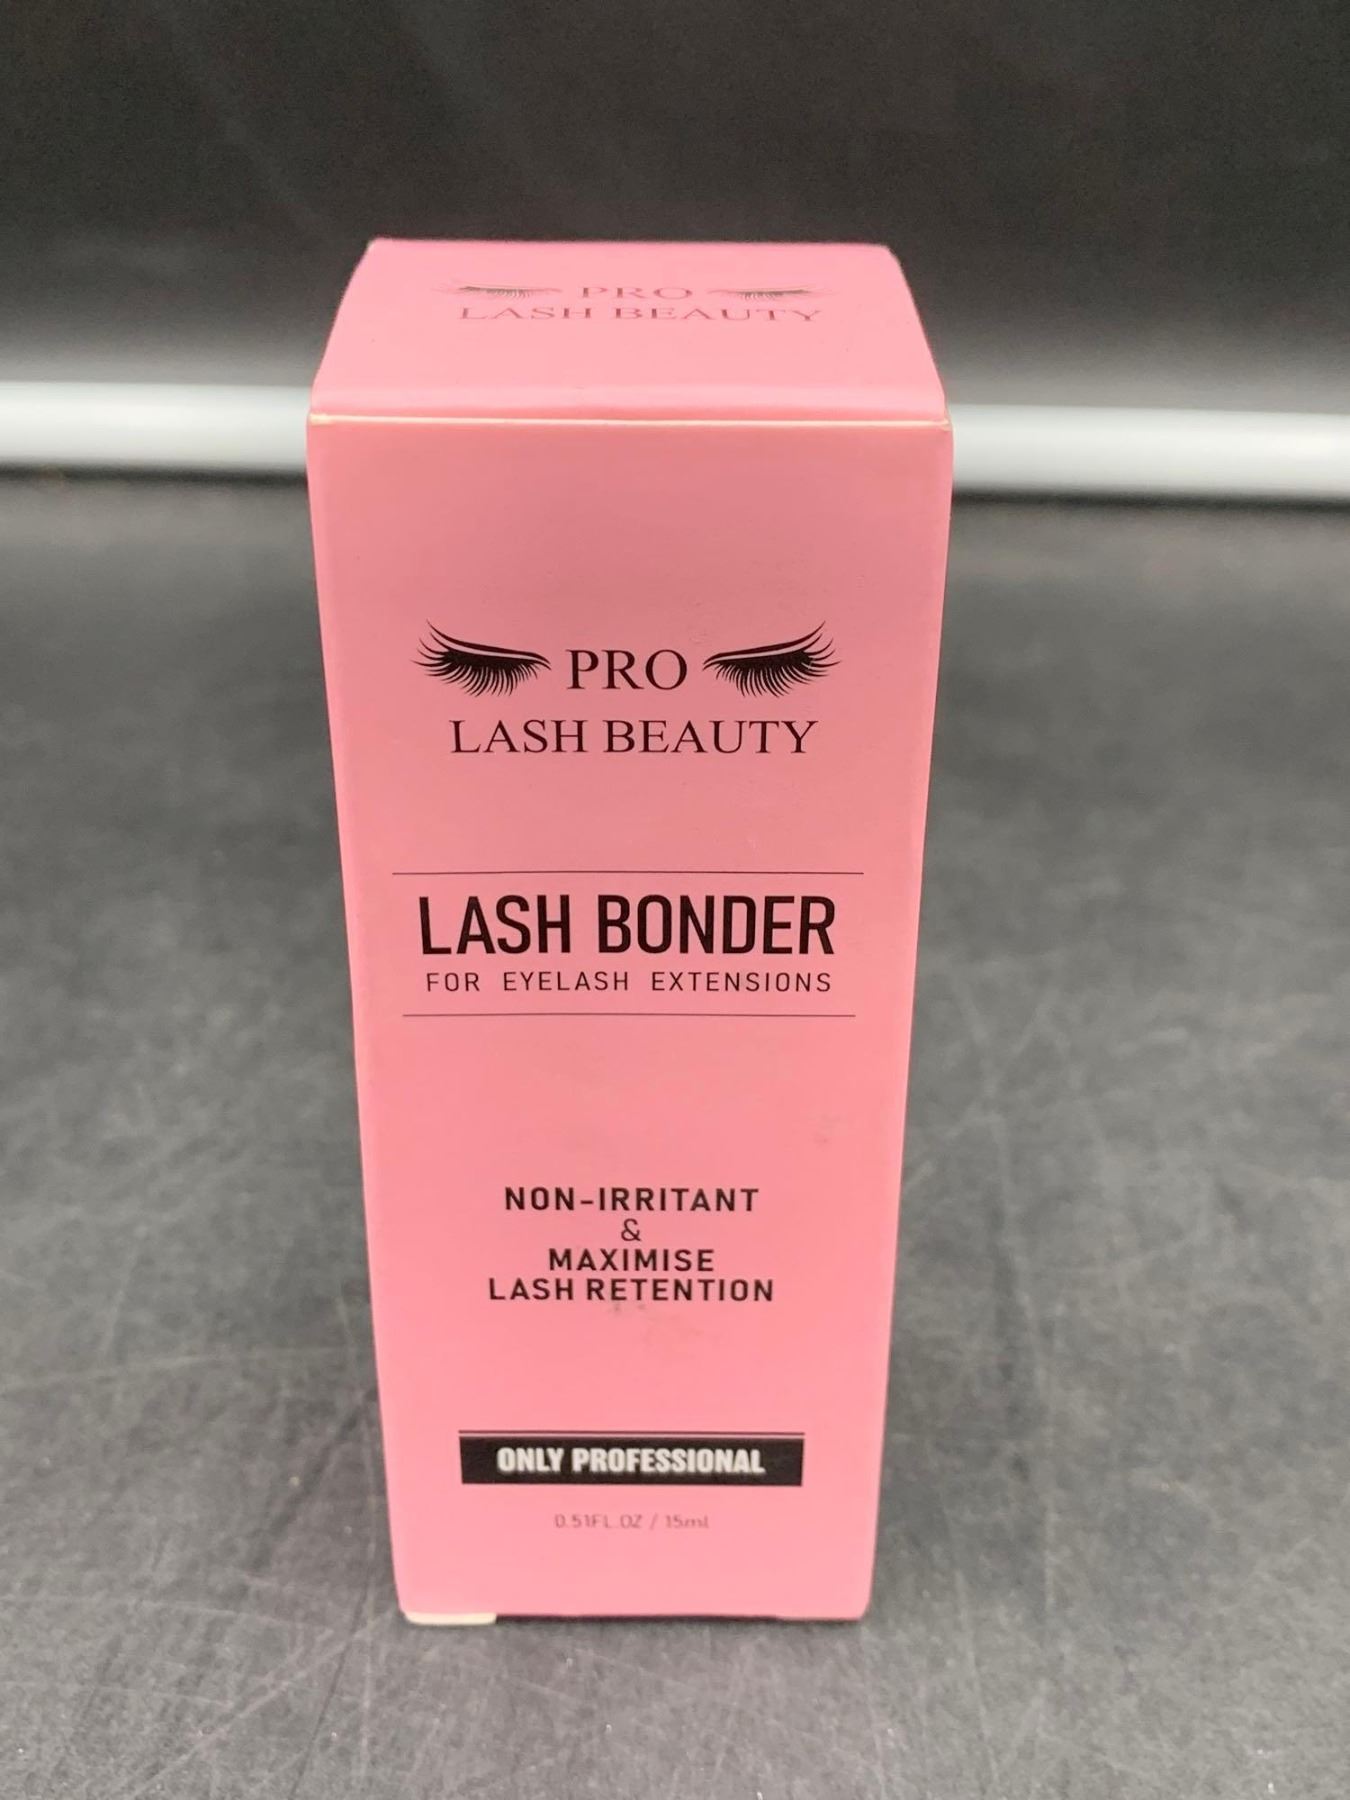 PRO
LASH BEAUTY
PRO
LASH BEAUTY
LASH BONDER
FOR EYELASH EXTENSIONS
NON-IRRITANT
&
MAXIMISE
LASH RETENTION
ONLY PROFESSIONAL
0.51FL.OZ / 15ml